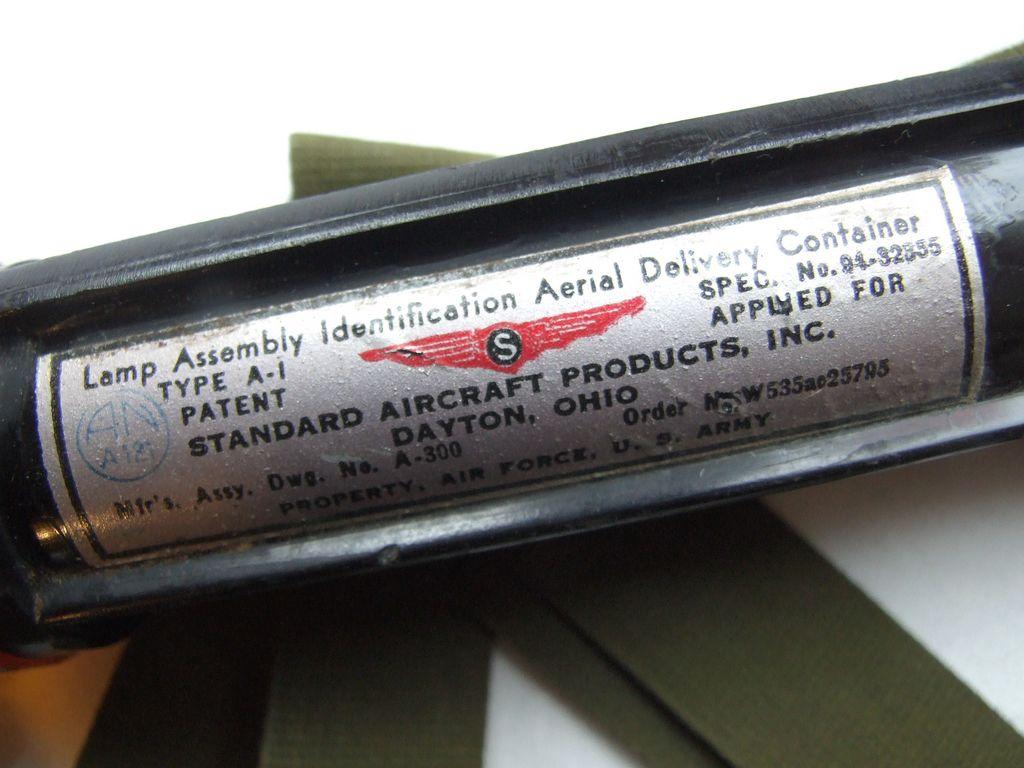 Lamp Assembly Identification Aerial Delivery Container
TYPE A-1 SPEC. No. 94-32355
PATENT APPLIED FOR
S
STANDARD AIRCRAFT PRODUCTS, INC.
DAYTON, OHIO
Mfr's. Assy. Dwg. No. A-300 Order No. W535ac25795
PROPERTY, AIR FORCE, U. S. ARMY
AN